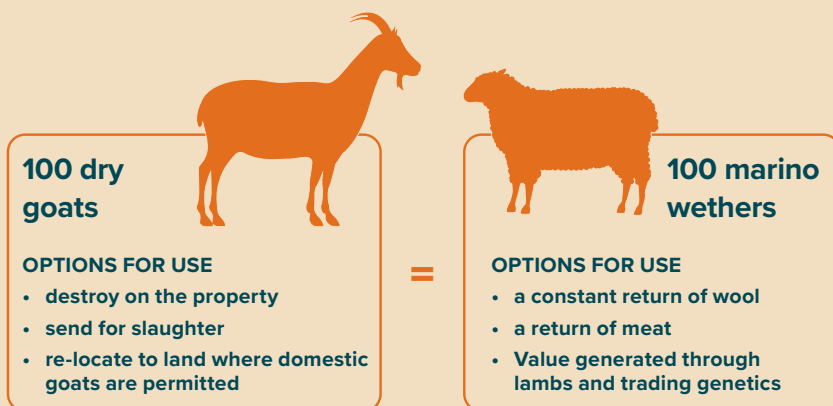 100 dry
goats
OPTIONS FOR USE
• destroy on the property
• send for slaughter
• re-locate to land where domestic
goats are permitted
=
100 marino
wethers
OPTIONS FOR USE
• a constant return of wool
• a return of meat
• Value generated through
lambs and trading genetics